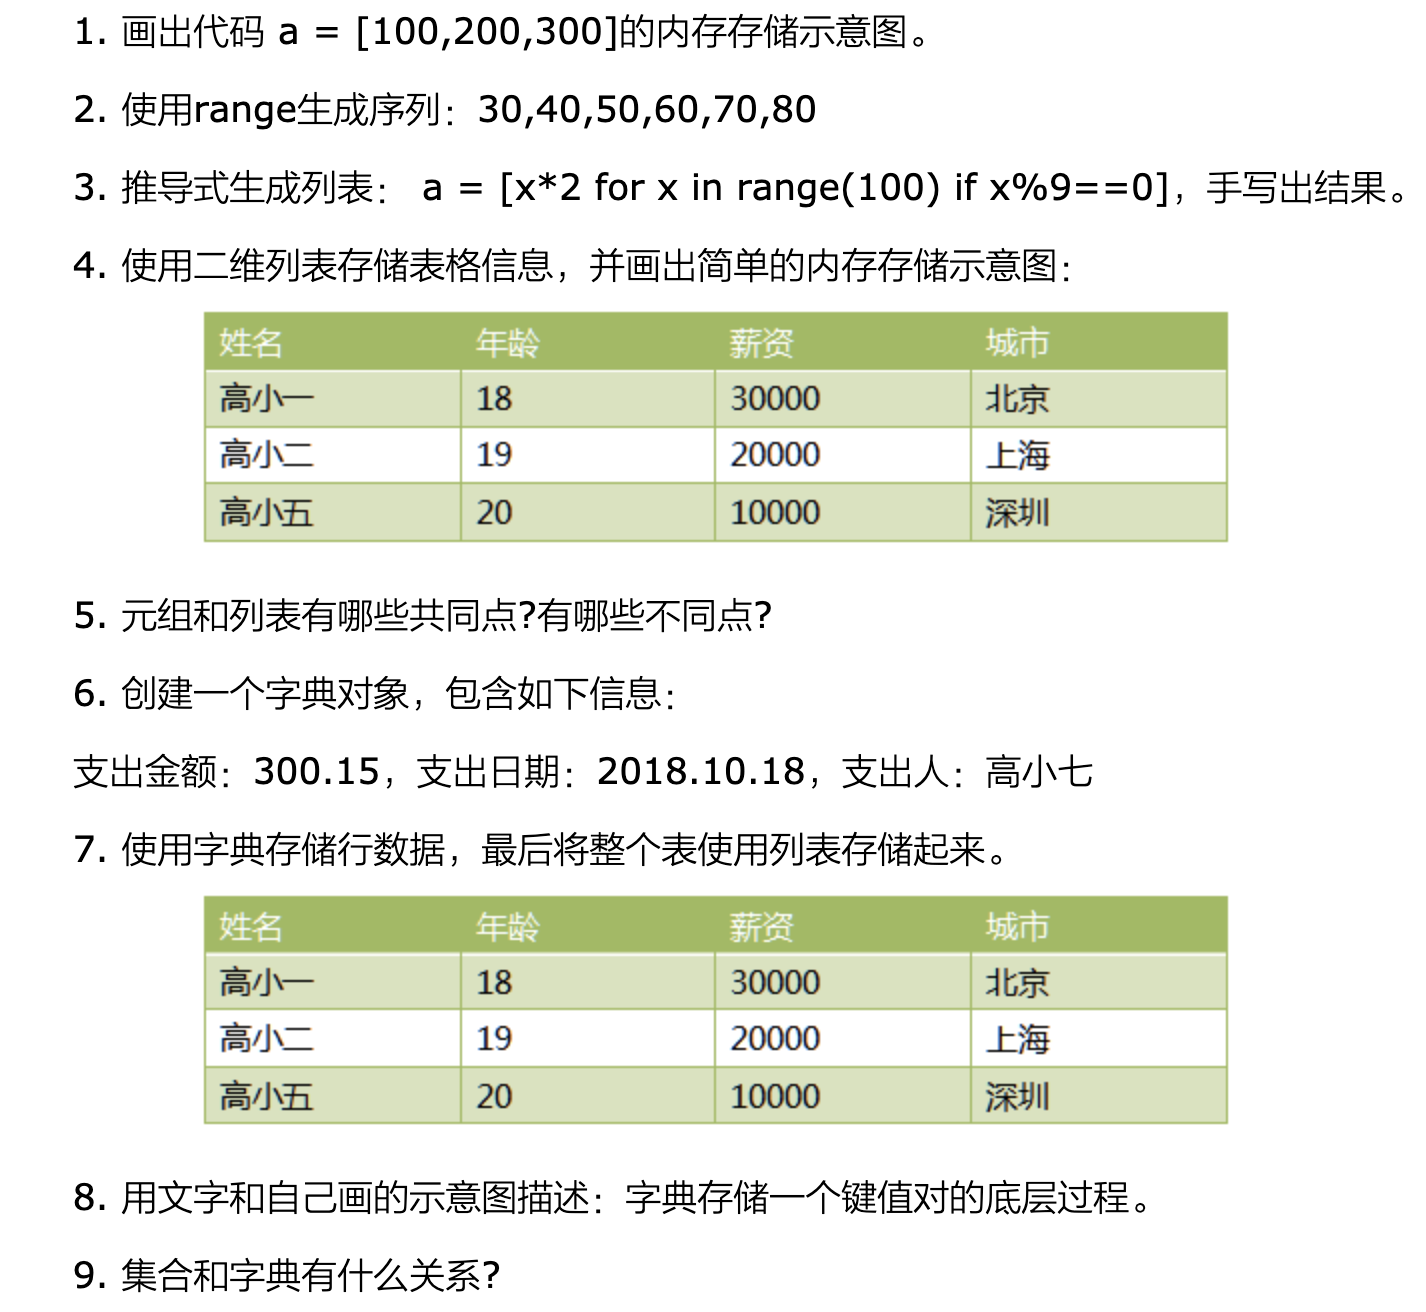 1. 画出代码 a = [100,200,300]的内存存储示意图。
2. 使用range生成序列：30,40,50,60,70,80
3. 推导式生成列表： a = [x*2 for x in range(100) if x%9==0]，手写出结果。
4. 使用二维列表存储表格信息，并画出简单的内存存储示意图：
姓名 年龄 薪资 城市
高小一 18 30000 北京
高小二 19 20000 上海
高小五 20 10000 深圳
5. 元组和列表有哪些共同点?有哪些不同点?
6. 创建一个字典对象，包含如下信息：
支出金额：300.15，支出日期：2018.10.18，支出人：高小七
7. 使用字典存储行数据，最后将整个表使用列表存储起来。
姓名 年龄 薪资 城市
高小一 18 30000 北京
高小二 19 20000 上海
高小五 20 10000 深圳
8. 用文字和自己画的示意图描述：字典存储一个键值对的底层过程。
9. 集合和字典有什么关系?